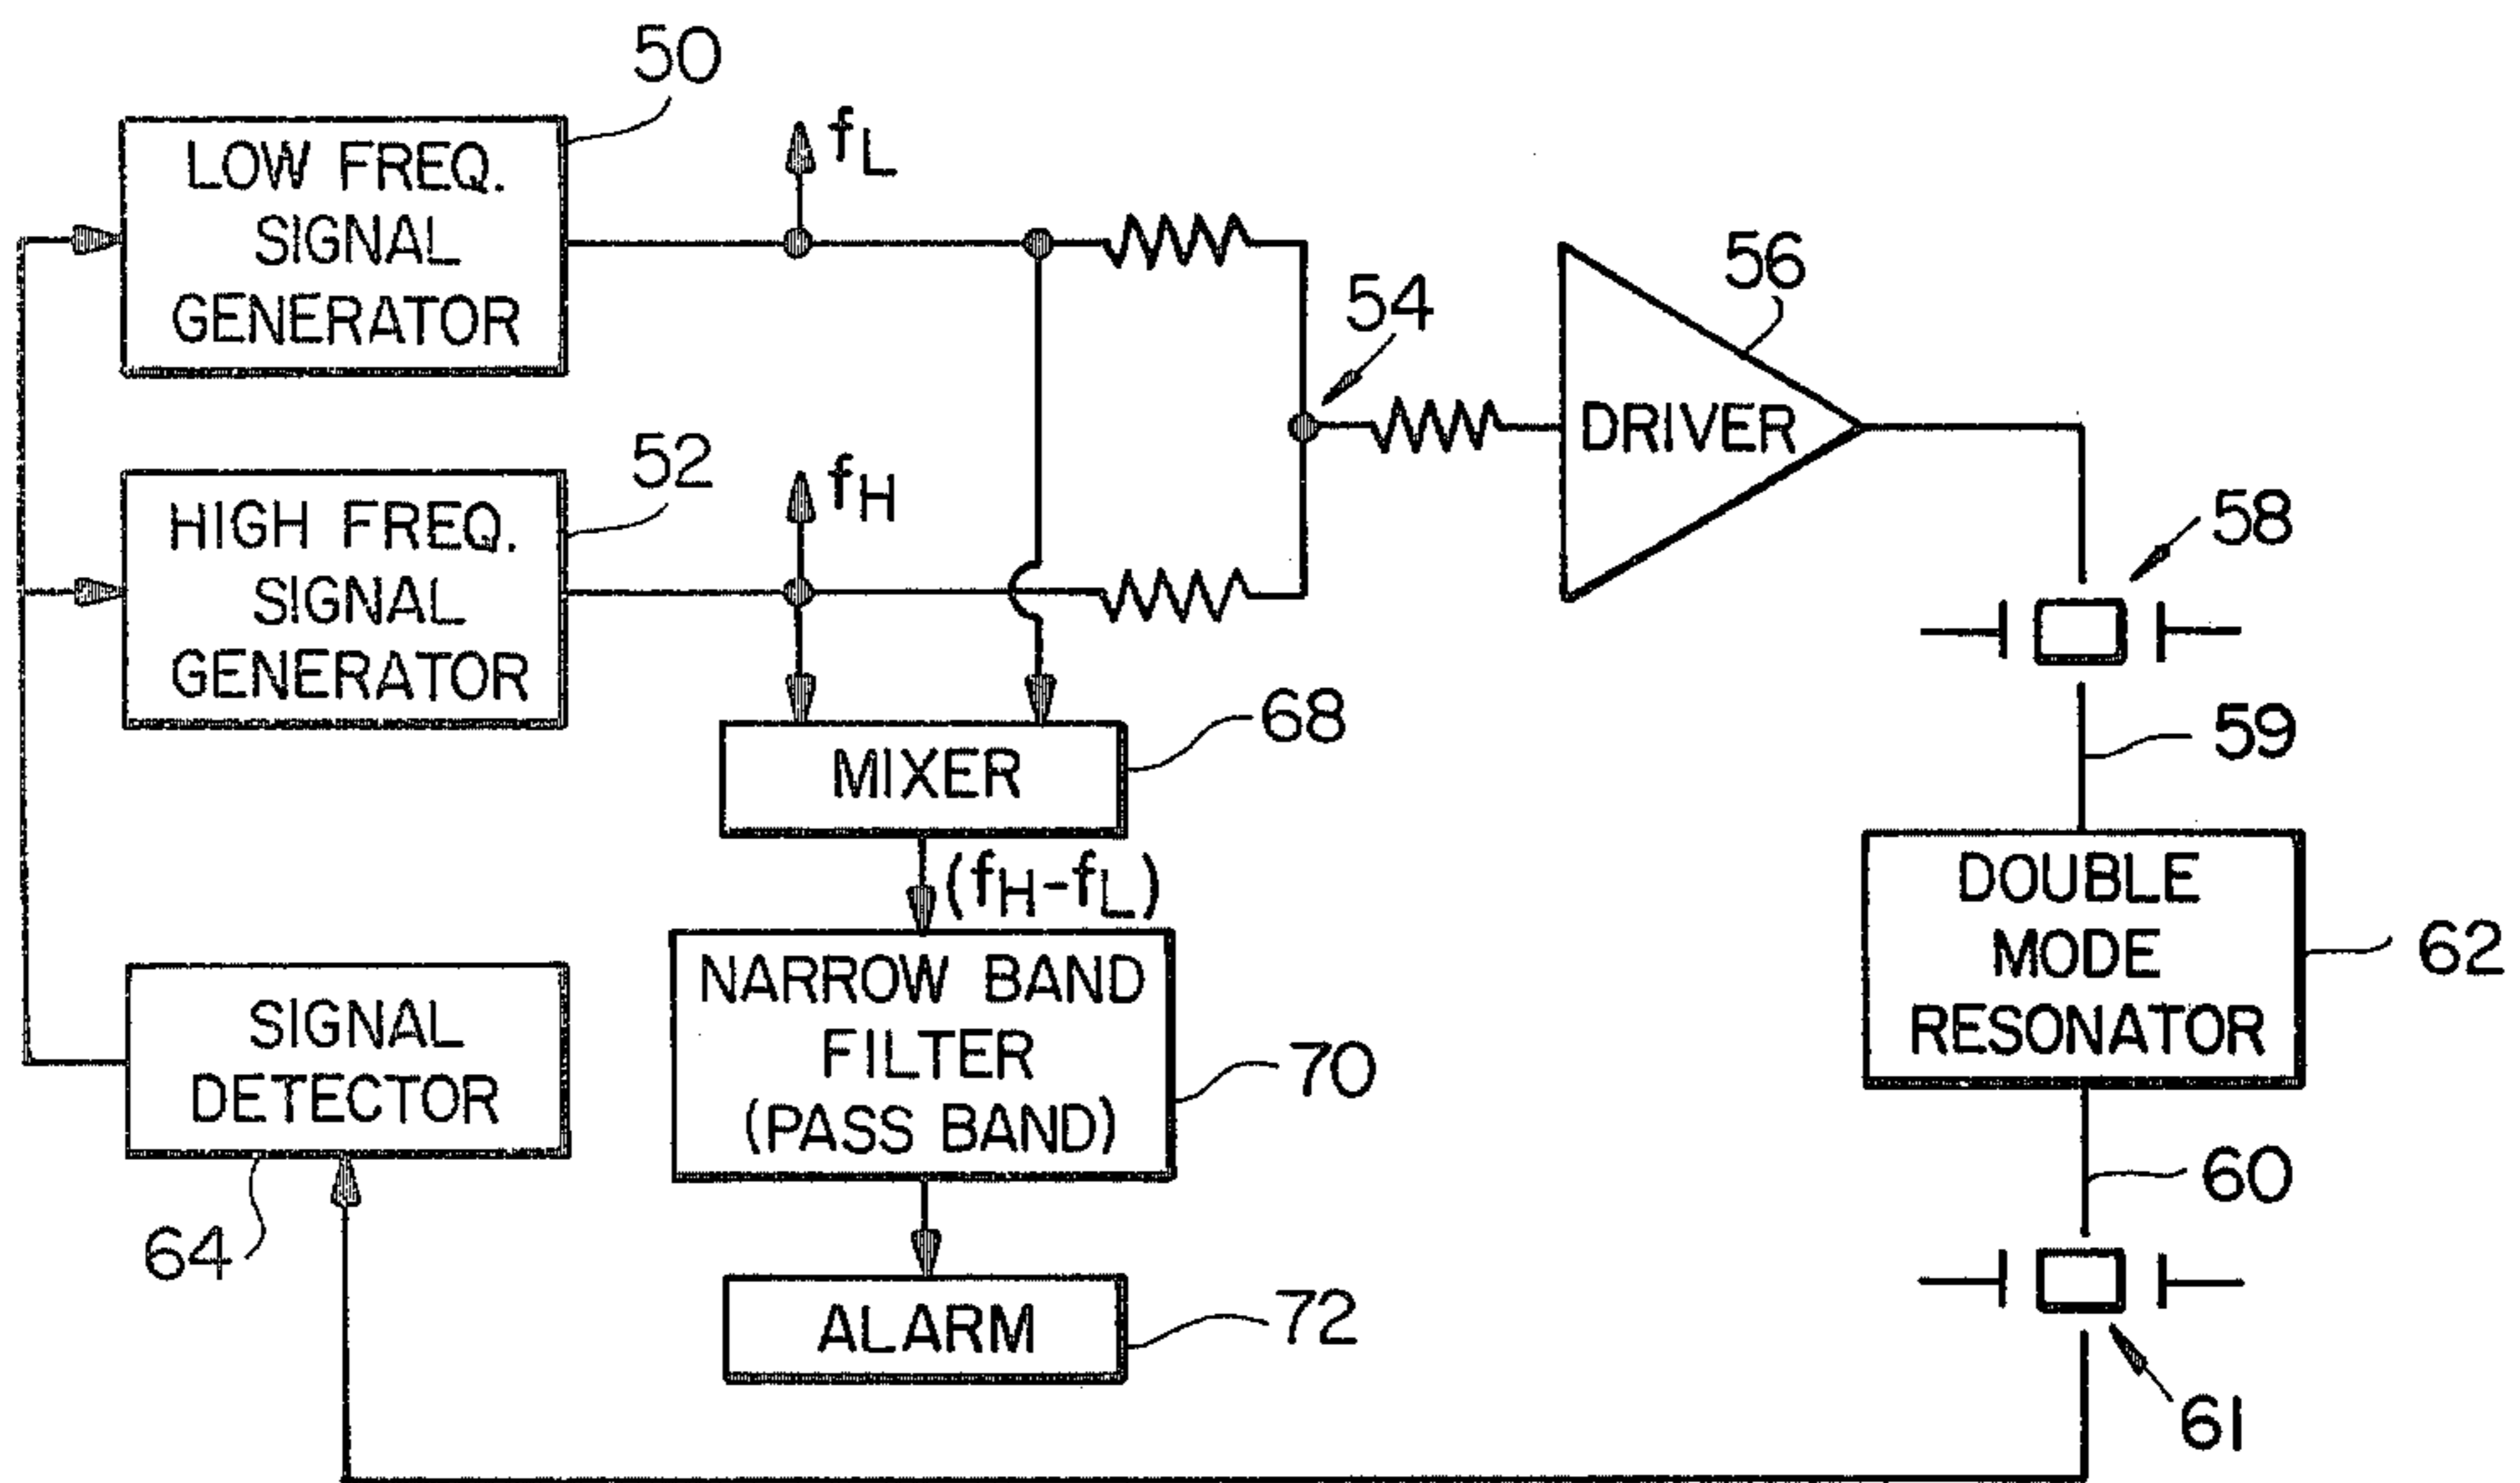 50
LOW FREQ.
SIGNAL
GENERATOR
fL
54
56
DRIVER
52
HIGH FREQ.
SIGNAL
GENERATOR
fH
58
59
68
MIXER
(fH-fL)
DOUBLE
MODE
RESONATOR
62
NARROW BAND
FILTER
(PASS BAND)
70
SIGNAL
DETECTOR
64
60
ALARM
72
61